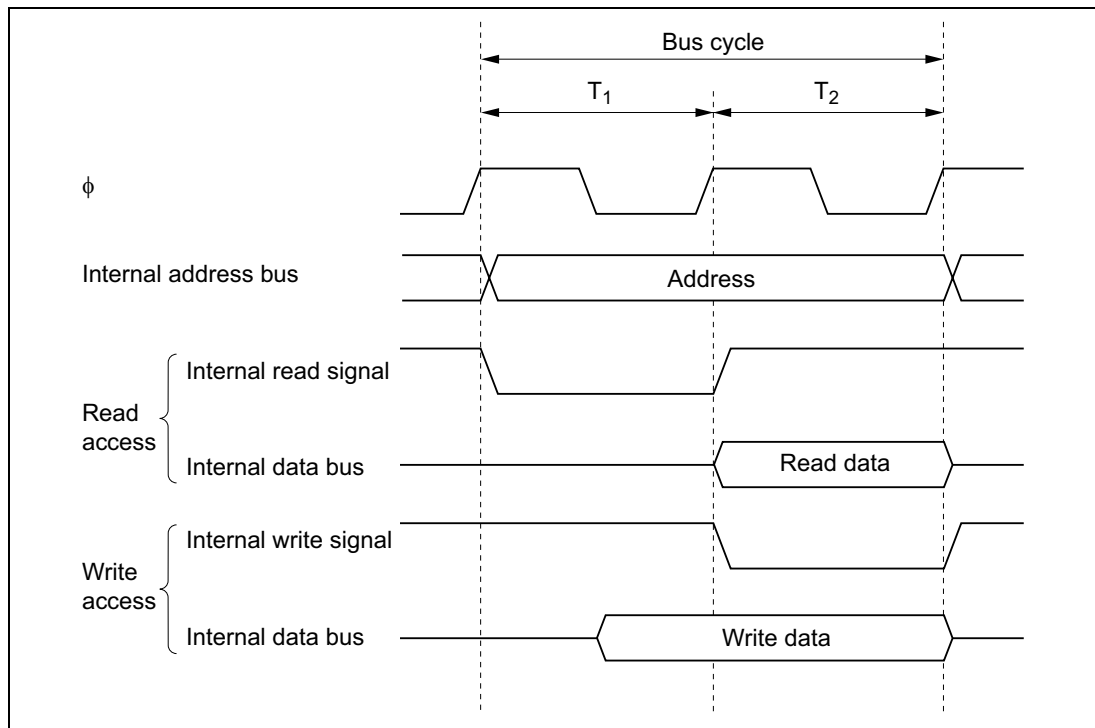 Bus cycle
T1
T2
ϕ
Internal address bus
Address
Read
access
Internal read signal
Internal data bus
Read data
Write
access
Internal write signal
Internal data bus
Write data